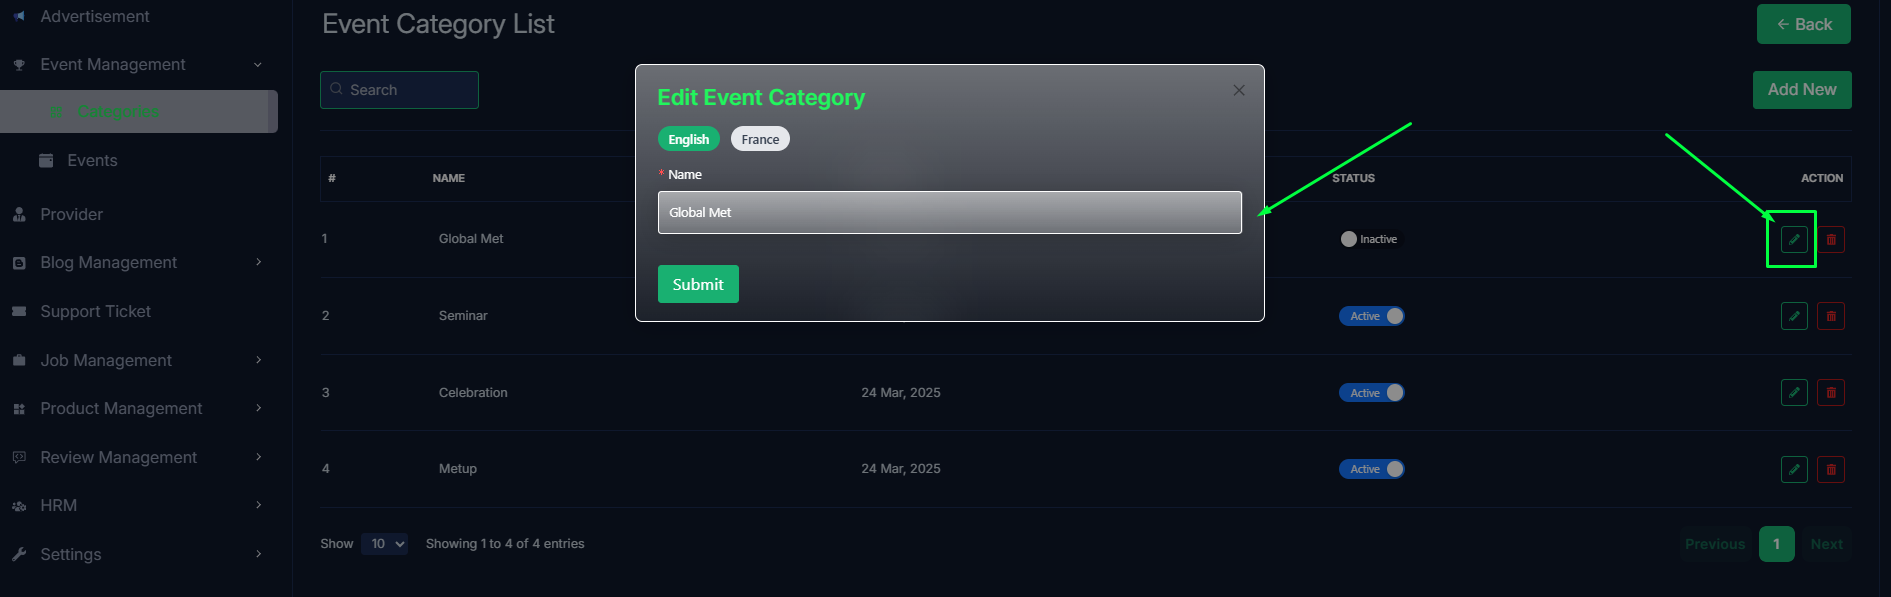 Advertisement
Event Management
Categories
Events
Provider
Blog Management
Support Ticket
Job Management
Product Management
Review Management
HRM
Settings
Event Category List
← Back
Search
Add New
Edit Event Category
English France
* Name
Global Met
Submit
# NAME STATUS ACTION
1 Global Met Inactive
2 Seminar Active
3 Celebration 24 Mar, 2025 Active
4 Metup 24 Mar, 2025 Active
Show 10 Showing 1 to 4 of 4 entries
Previous 1 Next